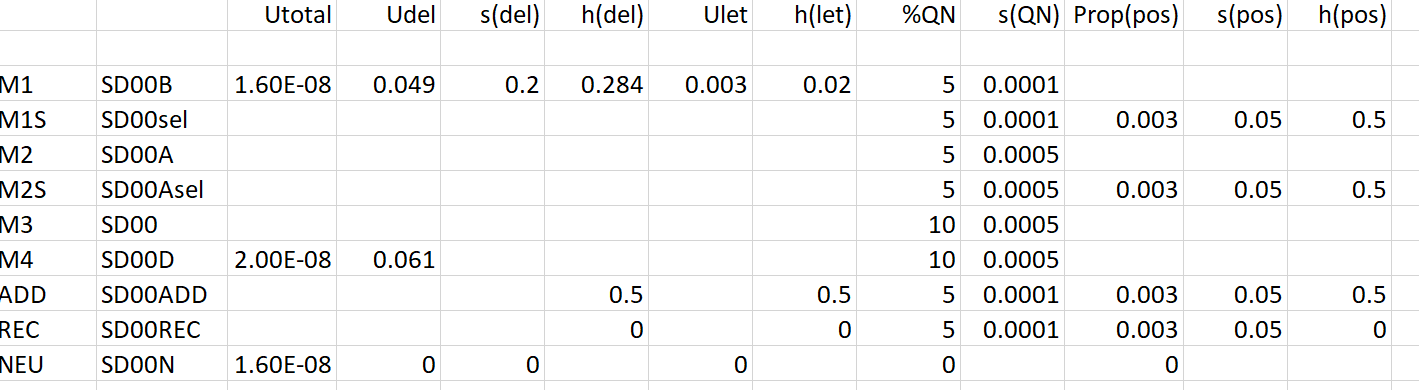 Utotal Udel s(del) h(del) Ulet h(let) %QN s(QN) Prop(pos) s(pos) h(pos)
M1 SD00B 1.60E-08 0.049 0.2 0.284 0.003 0.02 5 0.0001
M1S SD00sel 5 0.0001 0.003 0.05 0.5
M2 SD00A 5 0.0005
M2S SD00Asel 5 0.0005 0.003 0.05 0.5
M3 SD00 10 0.0005
M4 SD00D 2.00E-08 0.061 10 0.0005
ADD SD00ADD 0.5 0.5 5 0.0001 0.003 0.05 0.5
REC SD00REC 0 0 5 0.0001 0.003 0.05 0
NEU SD00N 1.60E-08 0 0 0 0 0